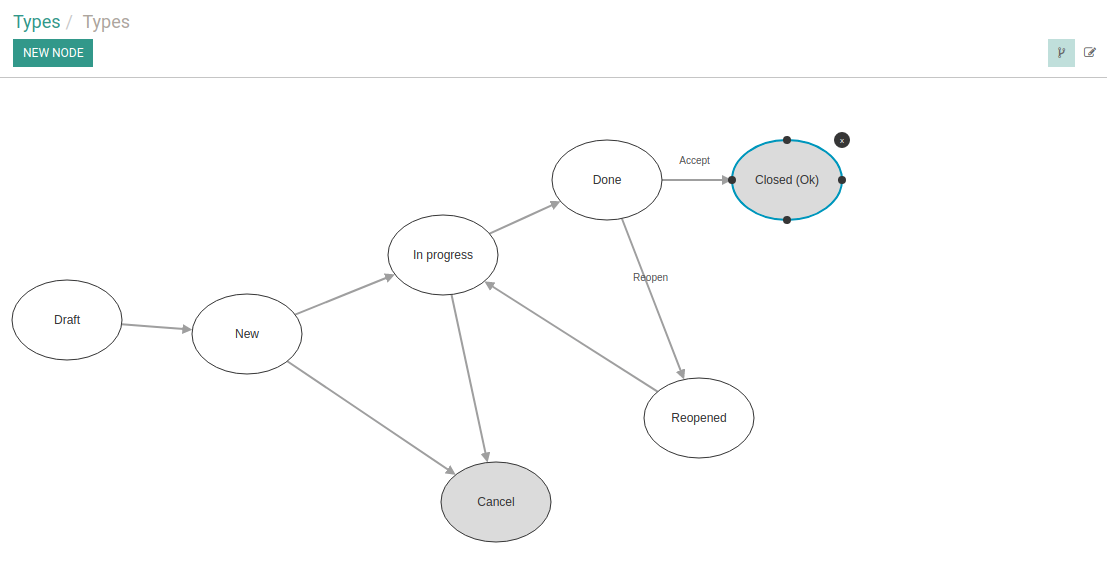 Types / Types
NEW NODE
x
Accept
Done
Closed (Ok)
In progress
Reopen
Draft
New
Reopened
Cancel